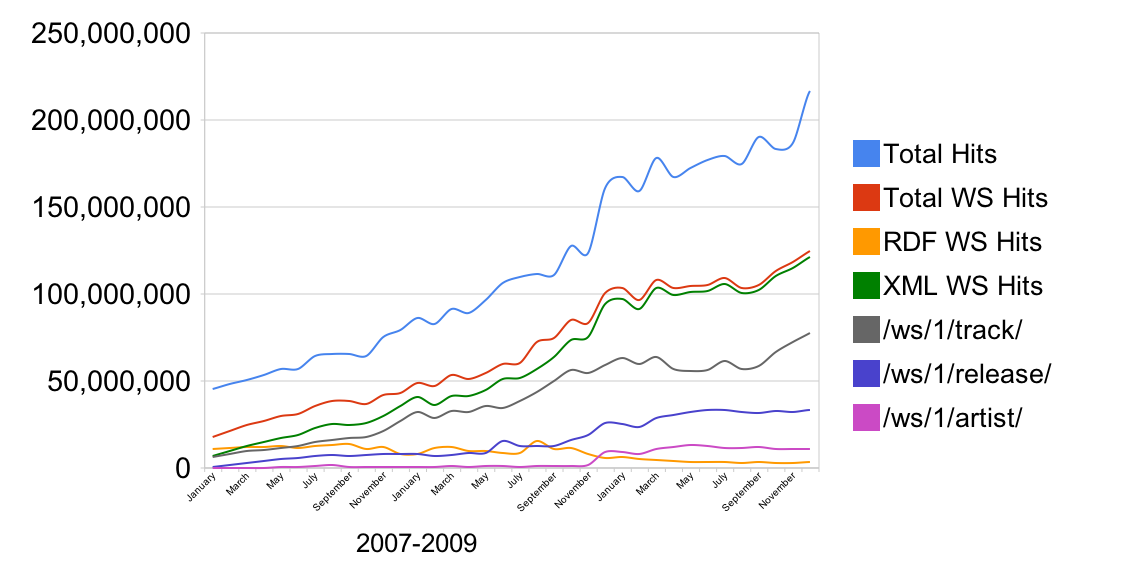 250,000,000
200,000,000
150,000,000
100,000,000
50,000,000
0
January March May July September November January March May July September November January March May July September November
2007-2009
Total Hits
Total WS Hits
RDF WS Hits
XML WS Hits
/ws/1/track/
/ws/1/release/
/ws/1/artist/